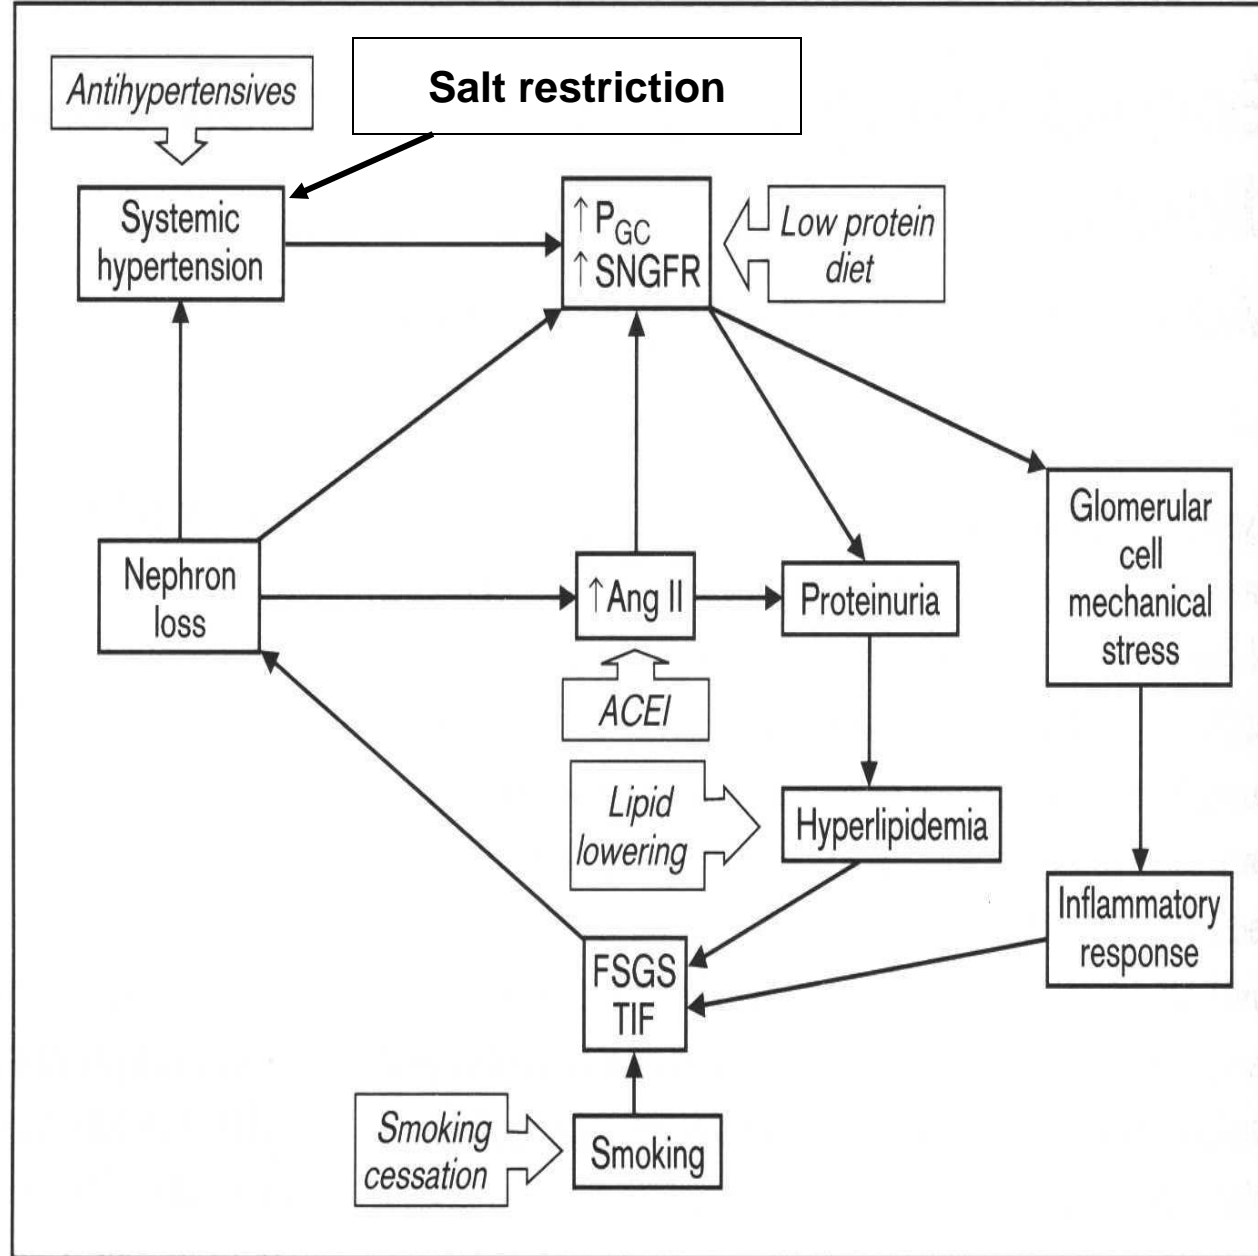 Antihypertensives
Salt restriction
Systemic
hypertension
↑ PGC
↑ SNGFR
Low protein
diet
Nephron
loss
↑ Ang II
Proteinuria
Glomerular
cell
mechanical
stress
ACEI
Lipid
lowering
Hyperlipidemia
Inflammatory
response
FSGS
TIF
Smoking
cessation
Smoking